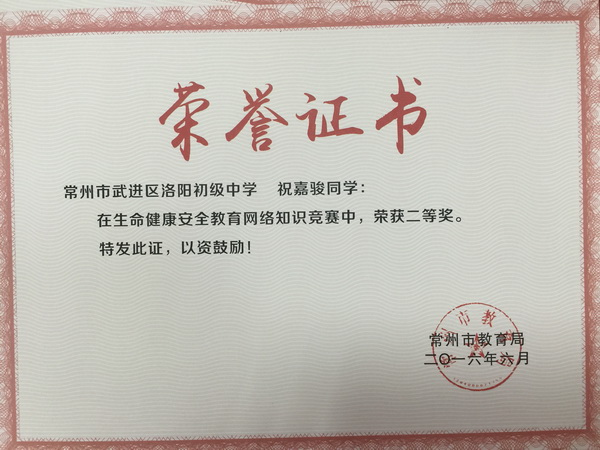 荣誉证书
常州市武进区洛阳初级中学 祝嘉骏同学：
在生命健康安全教育网络知识竞赛中，荣获二等奖。
特发此证，以资鼓励！
常州市教育局
二〇一六年六月